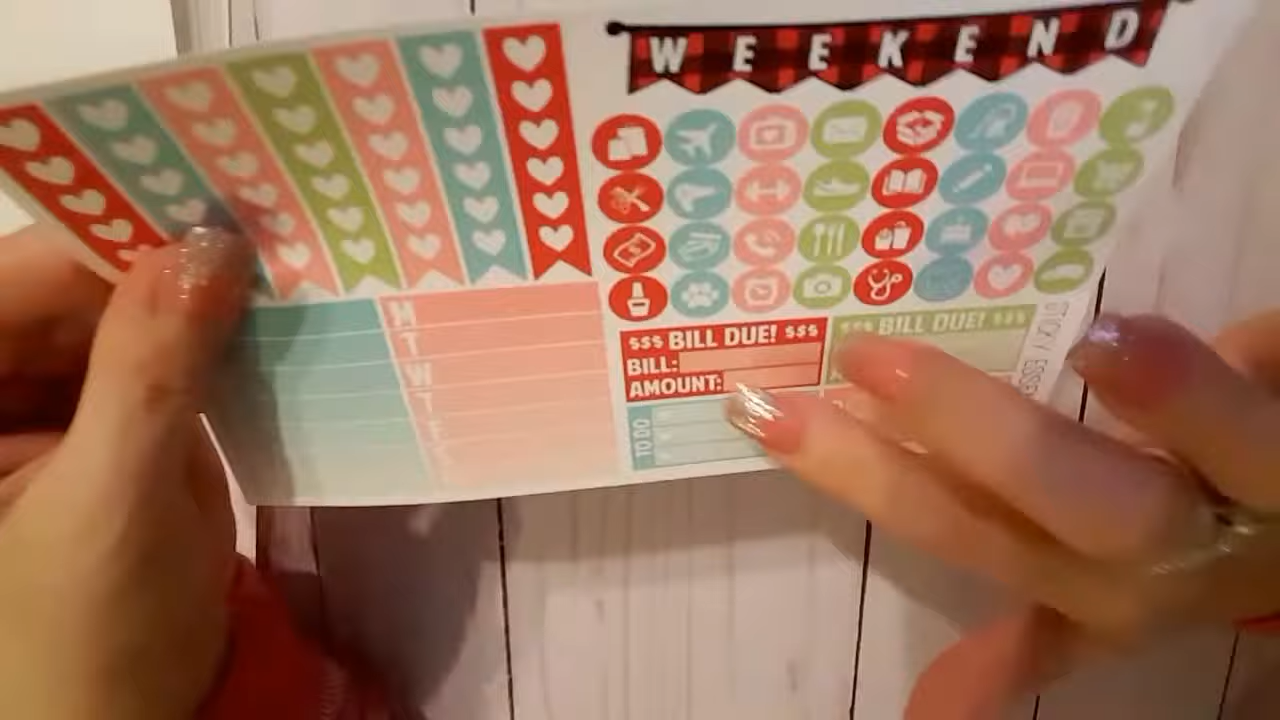 WEEKEND
$$$ BILL DUE! $$$
BILL:
AMOUNT:
$$$ BILL DUE! $$$
TO DO
M
T
W
T